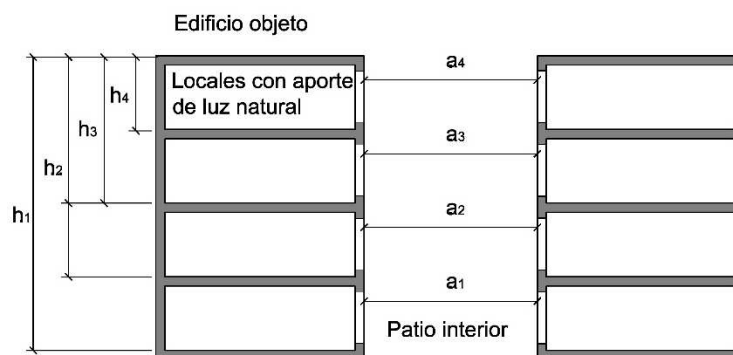 Edificio objeto
Locales con aporte
de luz natural
h4
h3
h2
h1
a4
a3
a2
a1
Patio interior